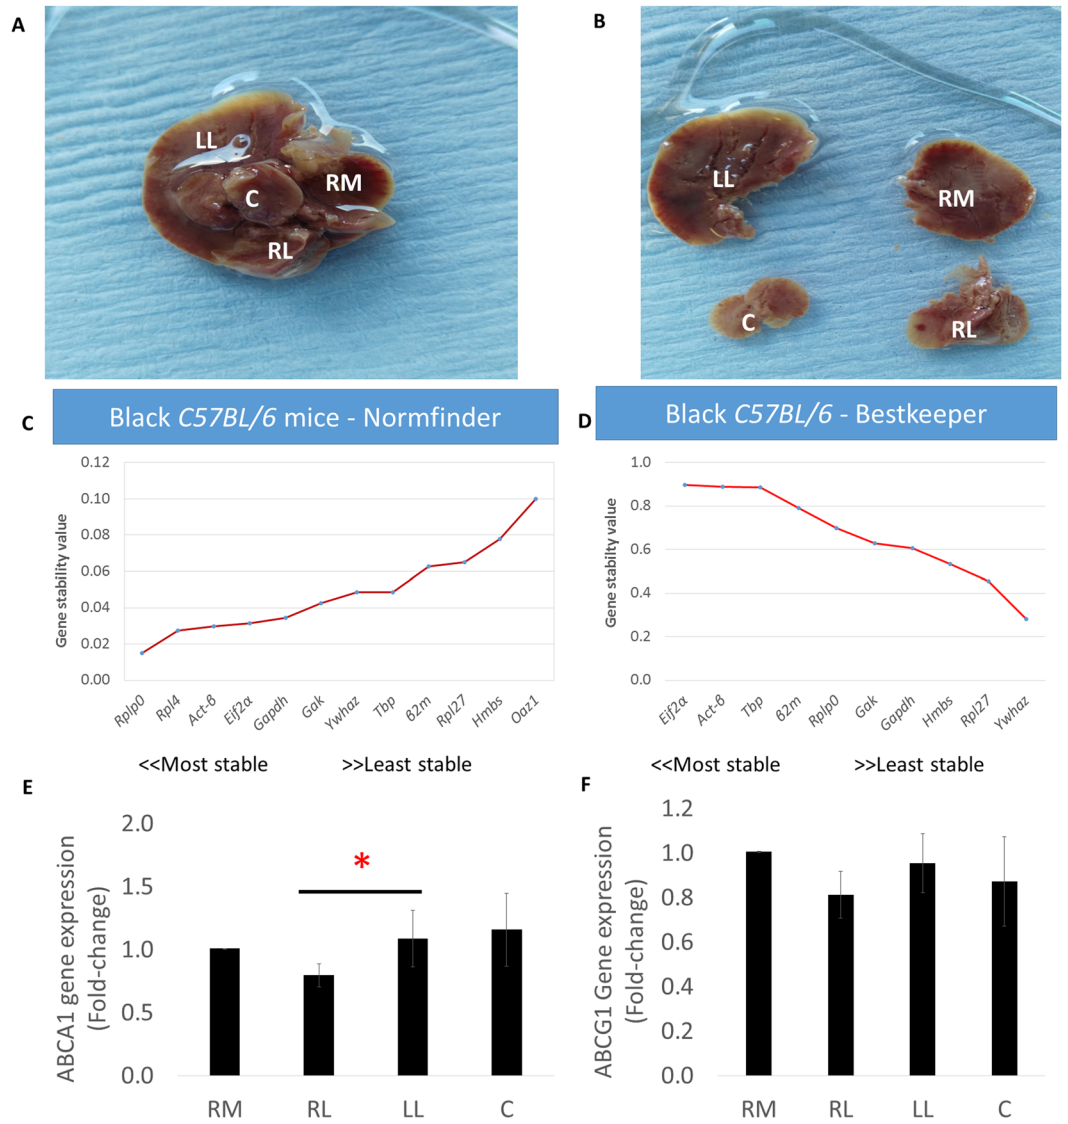 A
LL
C
RM
RL
B
LL
RM
C
RL
C
Black C57BL/6 mice - Normfinder
Gene stability value
0.12
0.10
0.08
0.06
0.04
0.02
0.00
Rplp0
Rpl4
Act-β
Eif2α
Gapdh
Gak
Ywhaz
Tbp
β2m
Rpl27
Hmbs
Oaz1
<<Most stable
>>Least stable
D
Black C57BL/6 - Bestkeeper
Gene stability value
1.0
0.8
0.6
0.4
0.2
0.0
Eif2α
Act-β
Tbp
β2m
Rplp0
Gak
Gapdh
Hmbs
Rpl27
Ywhaz
<<Most stable
>>Least stable
E
ABCA1 gene expression
(Fold-change)
2.0
1.5
1.0
0.5
0.0
*
RM
RL
LL
C
F
ABCG1 Gene expression
(Fold-change)
1.2
1.0
0.8
0.6
0.4
0.2
0.0
RM
RL
LL
C